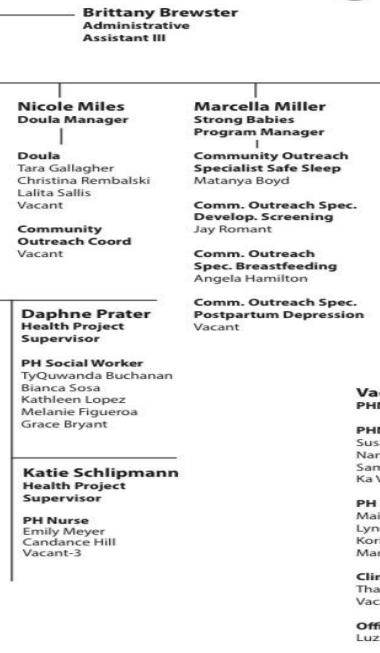 Brittany Brewster
Administrative
Assistant III
Nicole Miles
Doula Manager
Doula
Tara Gallagher
Christina Rembalski
Lalita Sallis
Vacant
Community
Outreach Coord
Vacant
Marcella Miller
Strong Babies
Program Manager
Community Outreach
Specialist Safe Sleep
Matanya Boyd
Comm. Outreach Spec.
Develop. Screening
Jay Romant
Comm. Outreach
Spec. Breastfeeding
Angela Hamilton
Comm. Outreach Spec.
Postpartum Depression
Vacant
Daphne Prater
Health Project
Supervisor
PH Social Worker
TyQuwanda Buchanan
Bianca Sosa
Kathleen Lopez
Melanie Figueroa
Grace Bryant
Katie Schlipmann
Health Project
Supervisor
PH Nurse
Emily Meyer
Candance Hill
Vacant-3
PH
Ka
Luz